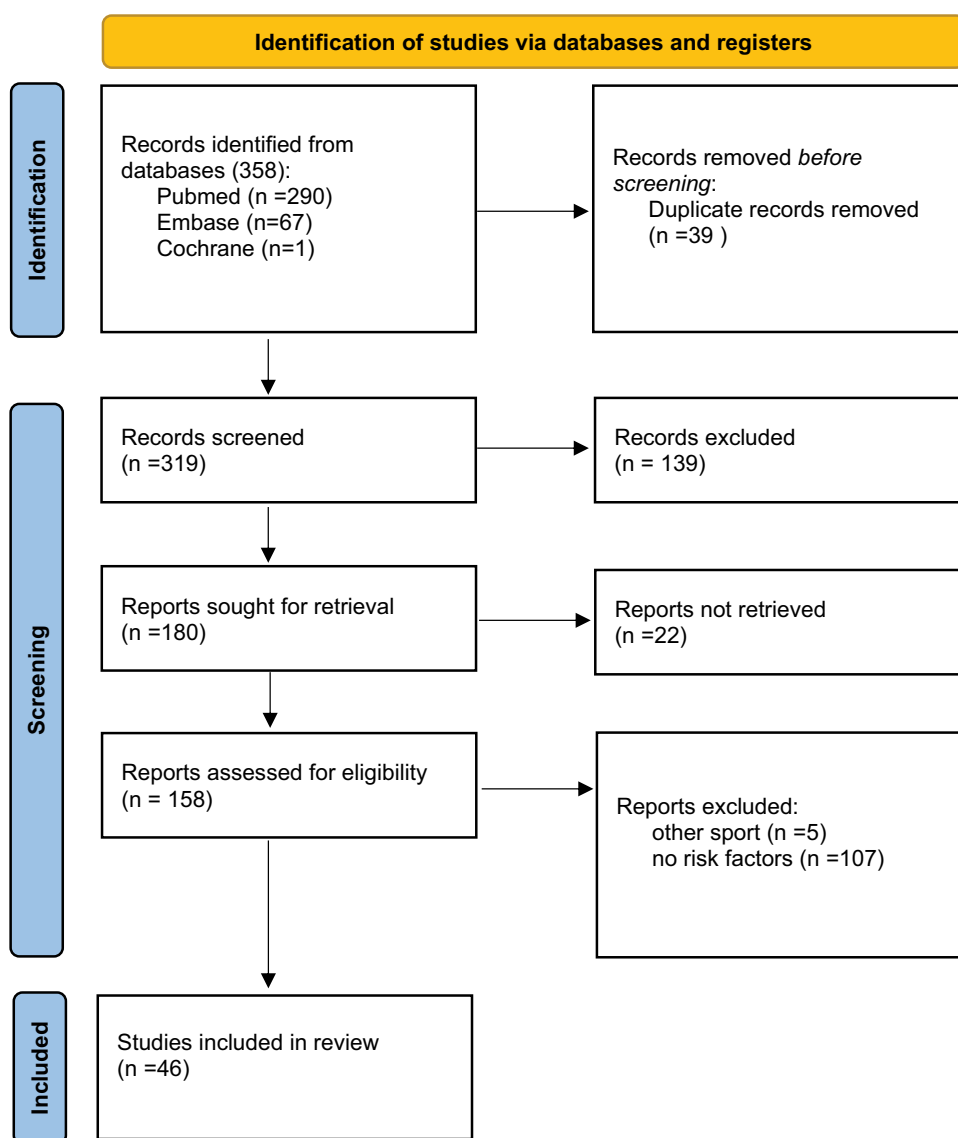 Identification of studies via databases and registers
Identification
Records identified from
databases (358):
Pubmed (n =290)
Embase (n=67)
Cochrane (n=1)
Records removed before
screening:
Duplicate records removed
(n =39 )
Screening
Records screened
(n =319)
Records excluded
(n = 139)
Reports sought for retrieval
(n =180)
Reports not retrieved
(n =22)
Reports assessed for eligibility
(n = 158)
Reports excluded:
other sport (n =5)
no risk factors (n =107)
Included
Studies included in review
(n =46)